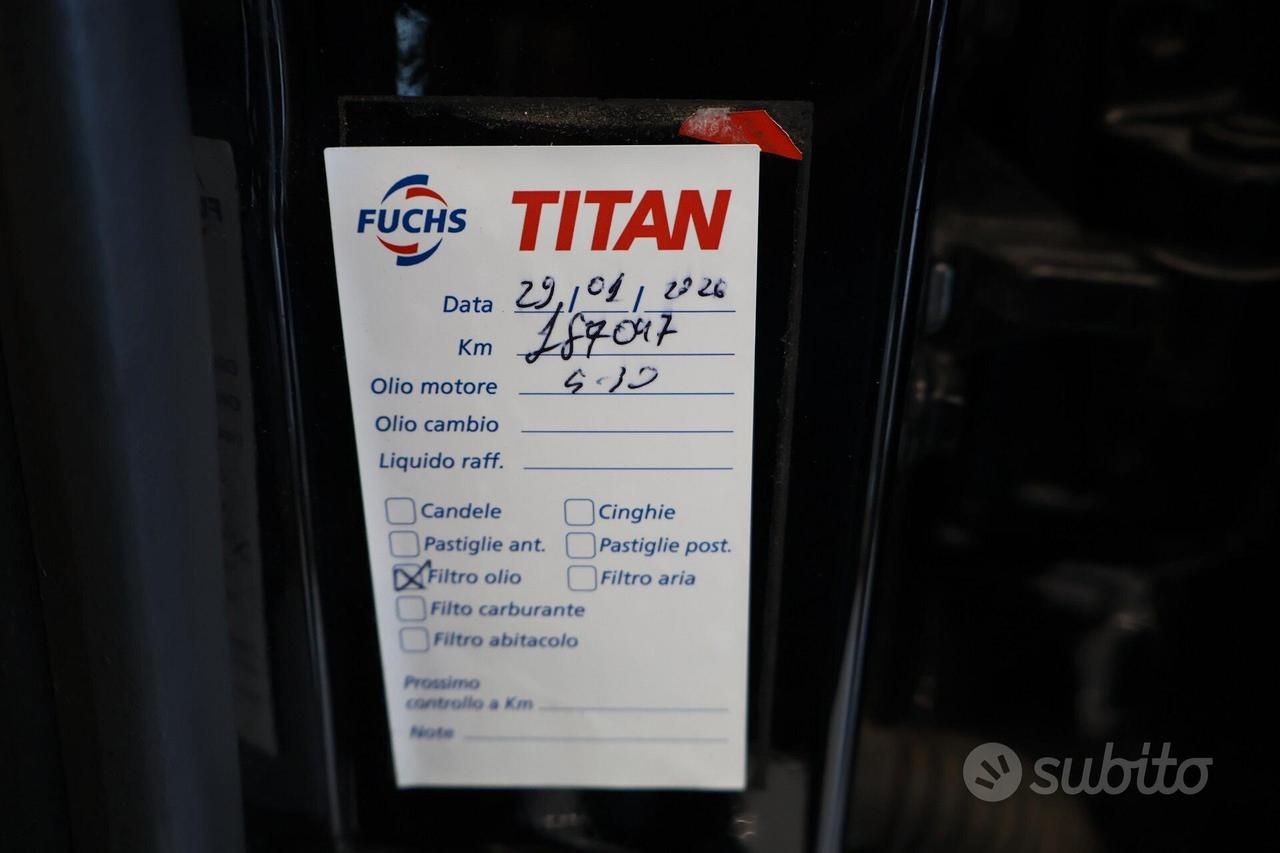 FUCHS TITAN
Data 29/01/2026
Km 187047
Olio motore 5-30
Olio cambio
Liquido raff.
Candele Cinghie
Pastiglie ant. Pastiglie post.
Filtro olio Filtro aria
Filto carburante
Filtro abitacolo
Prossimo
controllo a Km
Note
subito